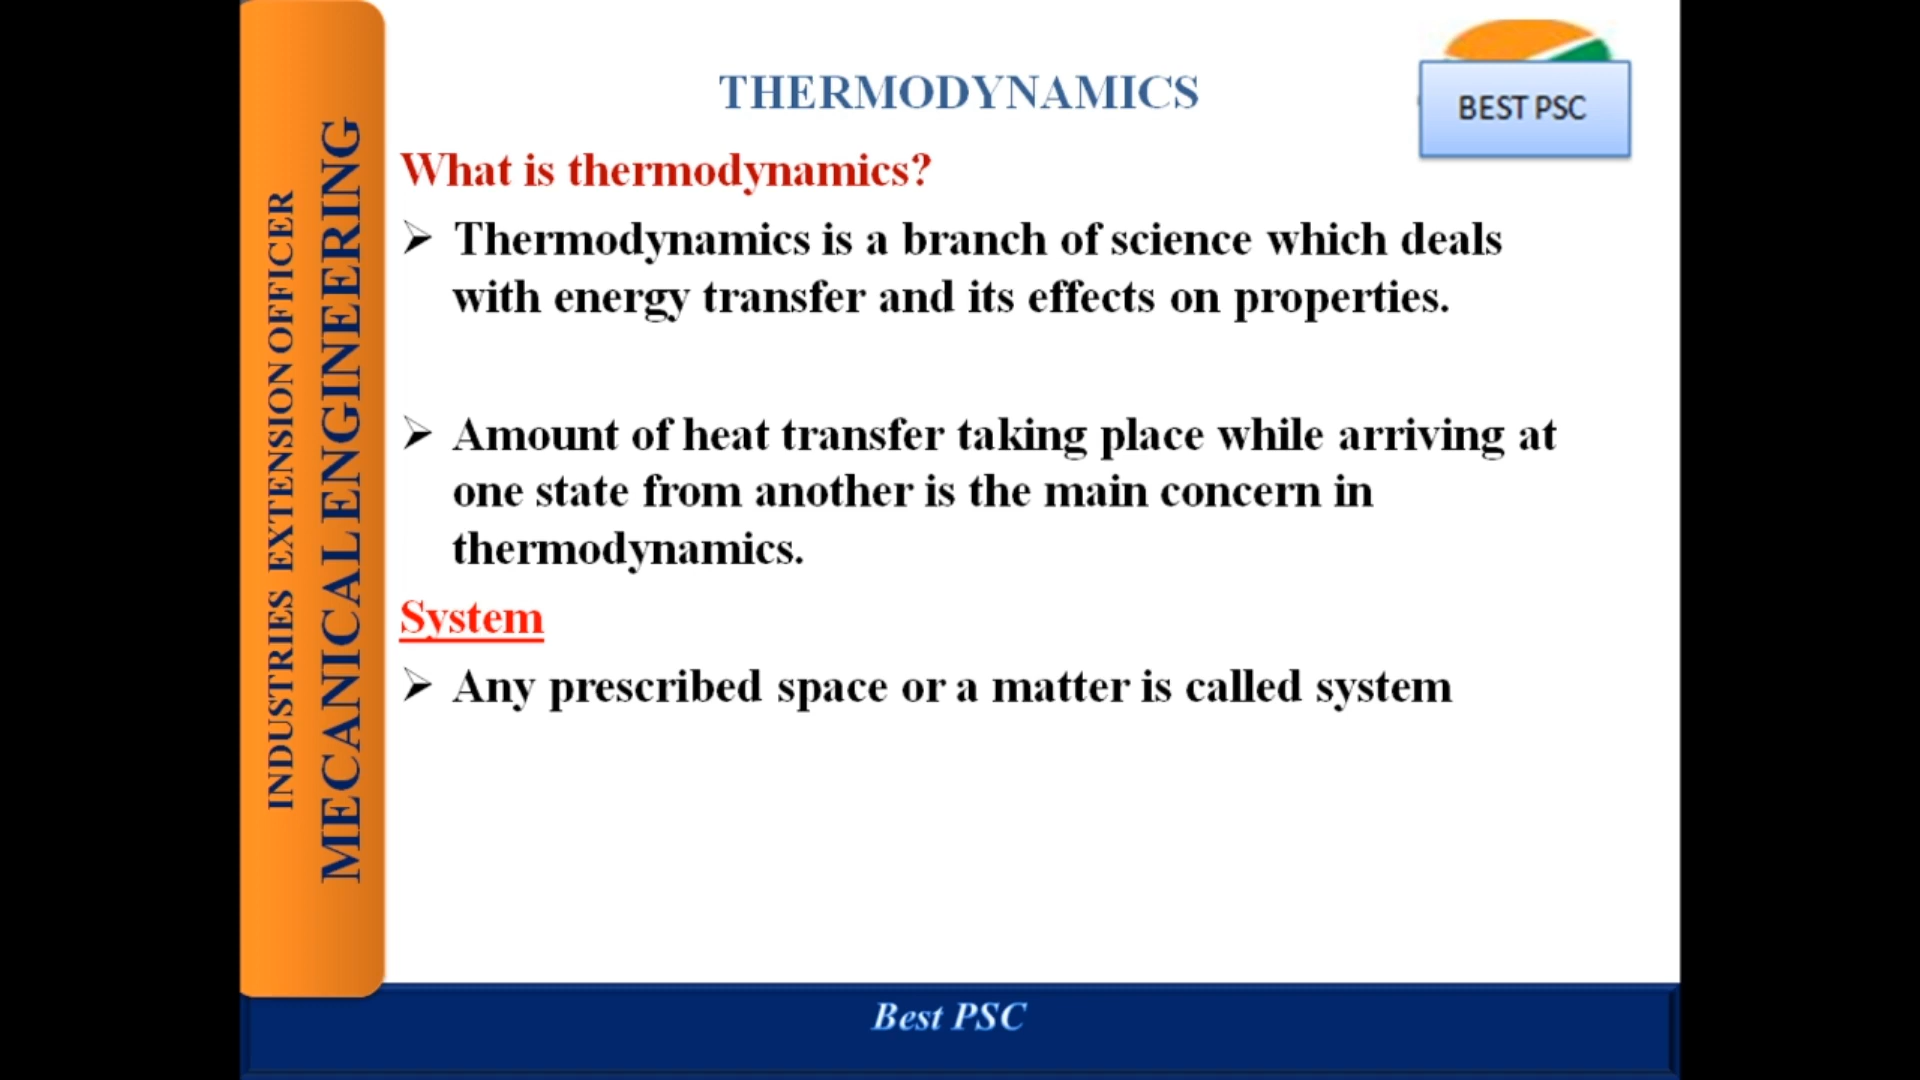 THERMODYNAMICS
BEST PSC
What is thermodynamics?
➢ Thermodynamics is a branch of science which deals
with energy transfer and its effects on properties.
➢ Amount of heat transfer taking place while arriving at
one state from another is the main concern in
thermodynamics.
System
➢ Any prescribed space or a matter is called system
INDUSTRIES EXTENSION OFFICER
MECANICAL ENGINEERING
Best PSC